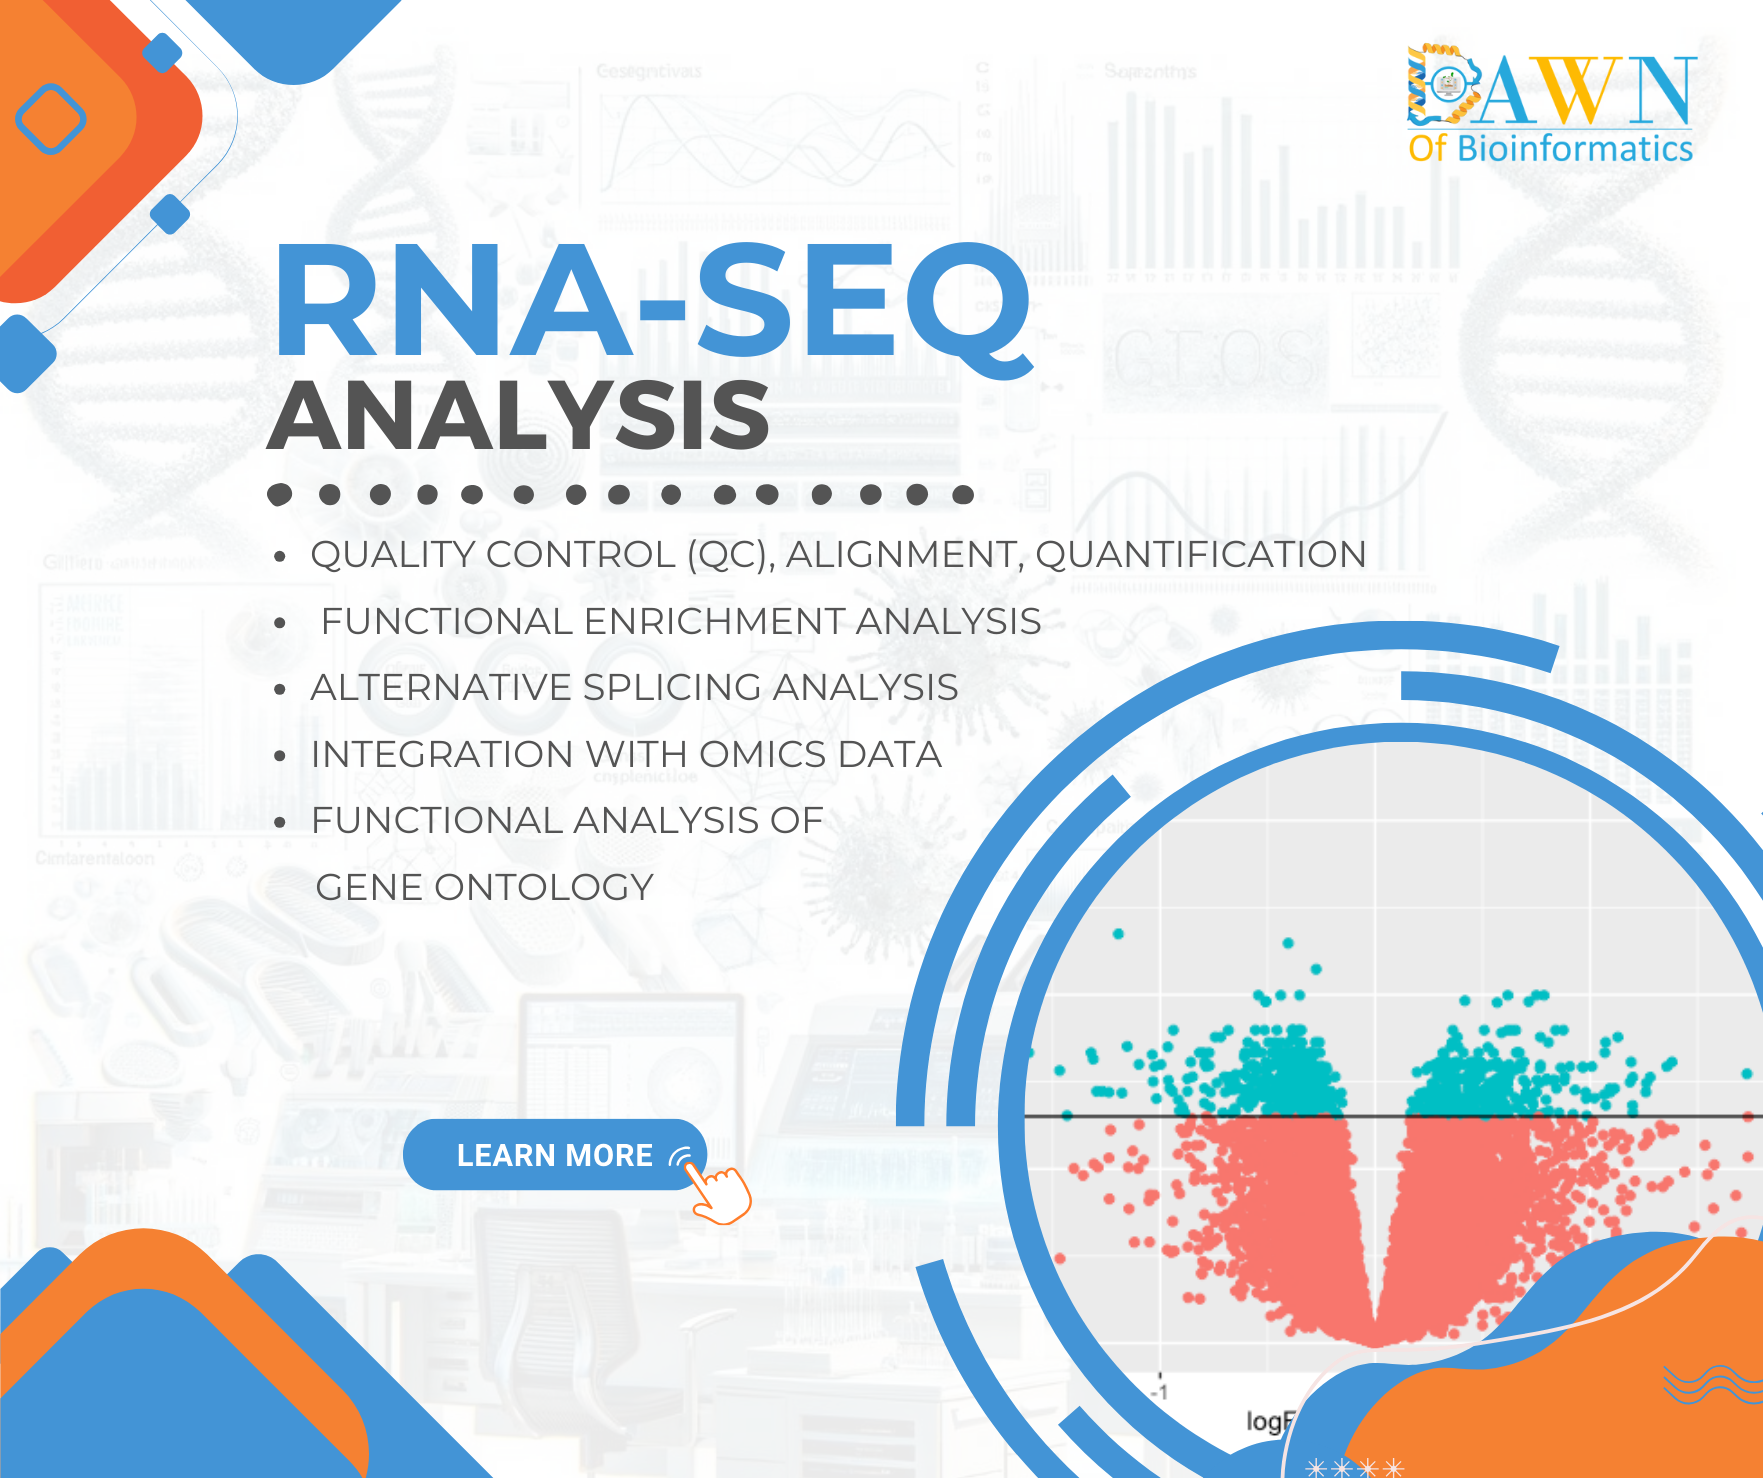 DAWN
Of Bioinformatics
RNA-SEQ
ANALYSIS
• QUALITY CONTROL (QC), ALIGNMENT, QUANTIFICATION
• FUNCTIONAL ENRICHMENT ANALYSIS
• ALTERNATIVE SPLICING ANALYSIS
• INTEGRATION WITH OMICS DATA
• FUNCTIONAL ANALYSIS OF
GENE ONTOLOGY
LEARN MORE
-1
logF